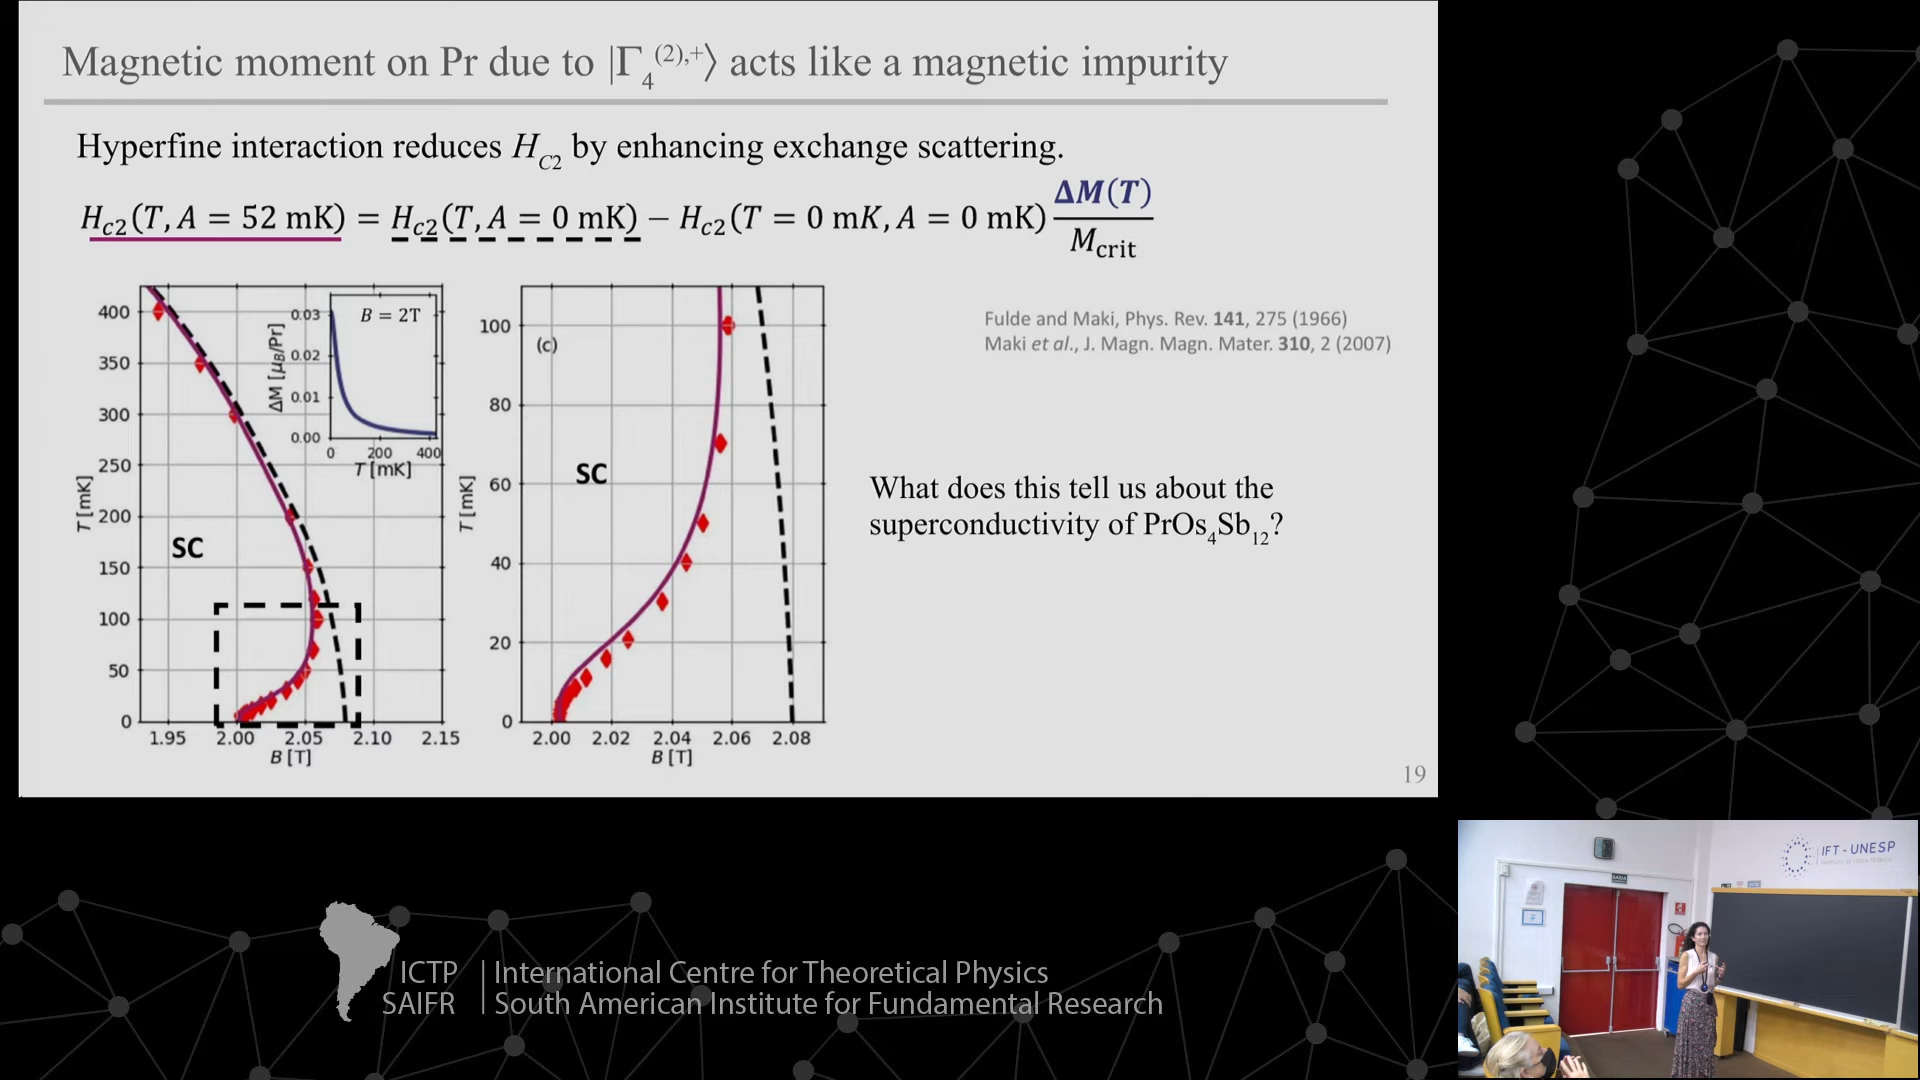 Magnetic moment on Pr due to |Γ₄⁽²⁾,⁺⟩ acts like a magnetic impurity
Hyperfine interaction reduces H_C2 by enhancing exchange scattering.
H_c2(T, A = 52 mK) = H_c2(T, A = 0 mK) − H_c2(T = 0 mK, A = 0 mK) ΔM(T) / M_crit
Fulde and Maki, Phys. Rev. 141, 275 (1966)
Maki et al., J. Magn. Magn. Mater. 310, 2 (2007)
400
350
300
250
200
150
100
50
0
T [mK]
1.95 2.00 2.05 2.10 2.15
B [T]
SC
B = 2T
ΔM [μB/Pr]
0.03
0.02
0.01
0.00
0 200 400
T [mK]
(c)
100
80
60
40
20
0
T [mK]
SC
2.00 2.02 2.04 2.06 2.08
B [T]
What does this tell us about the
superconductivity of PrOs₄Sb₁₂?
19
IFT - UNESP
ICTP
SAIFR
International Centre for Theoretical Physics
South American Institute for Fundamental Research